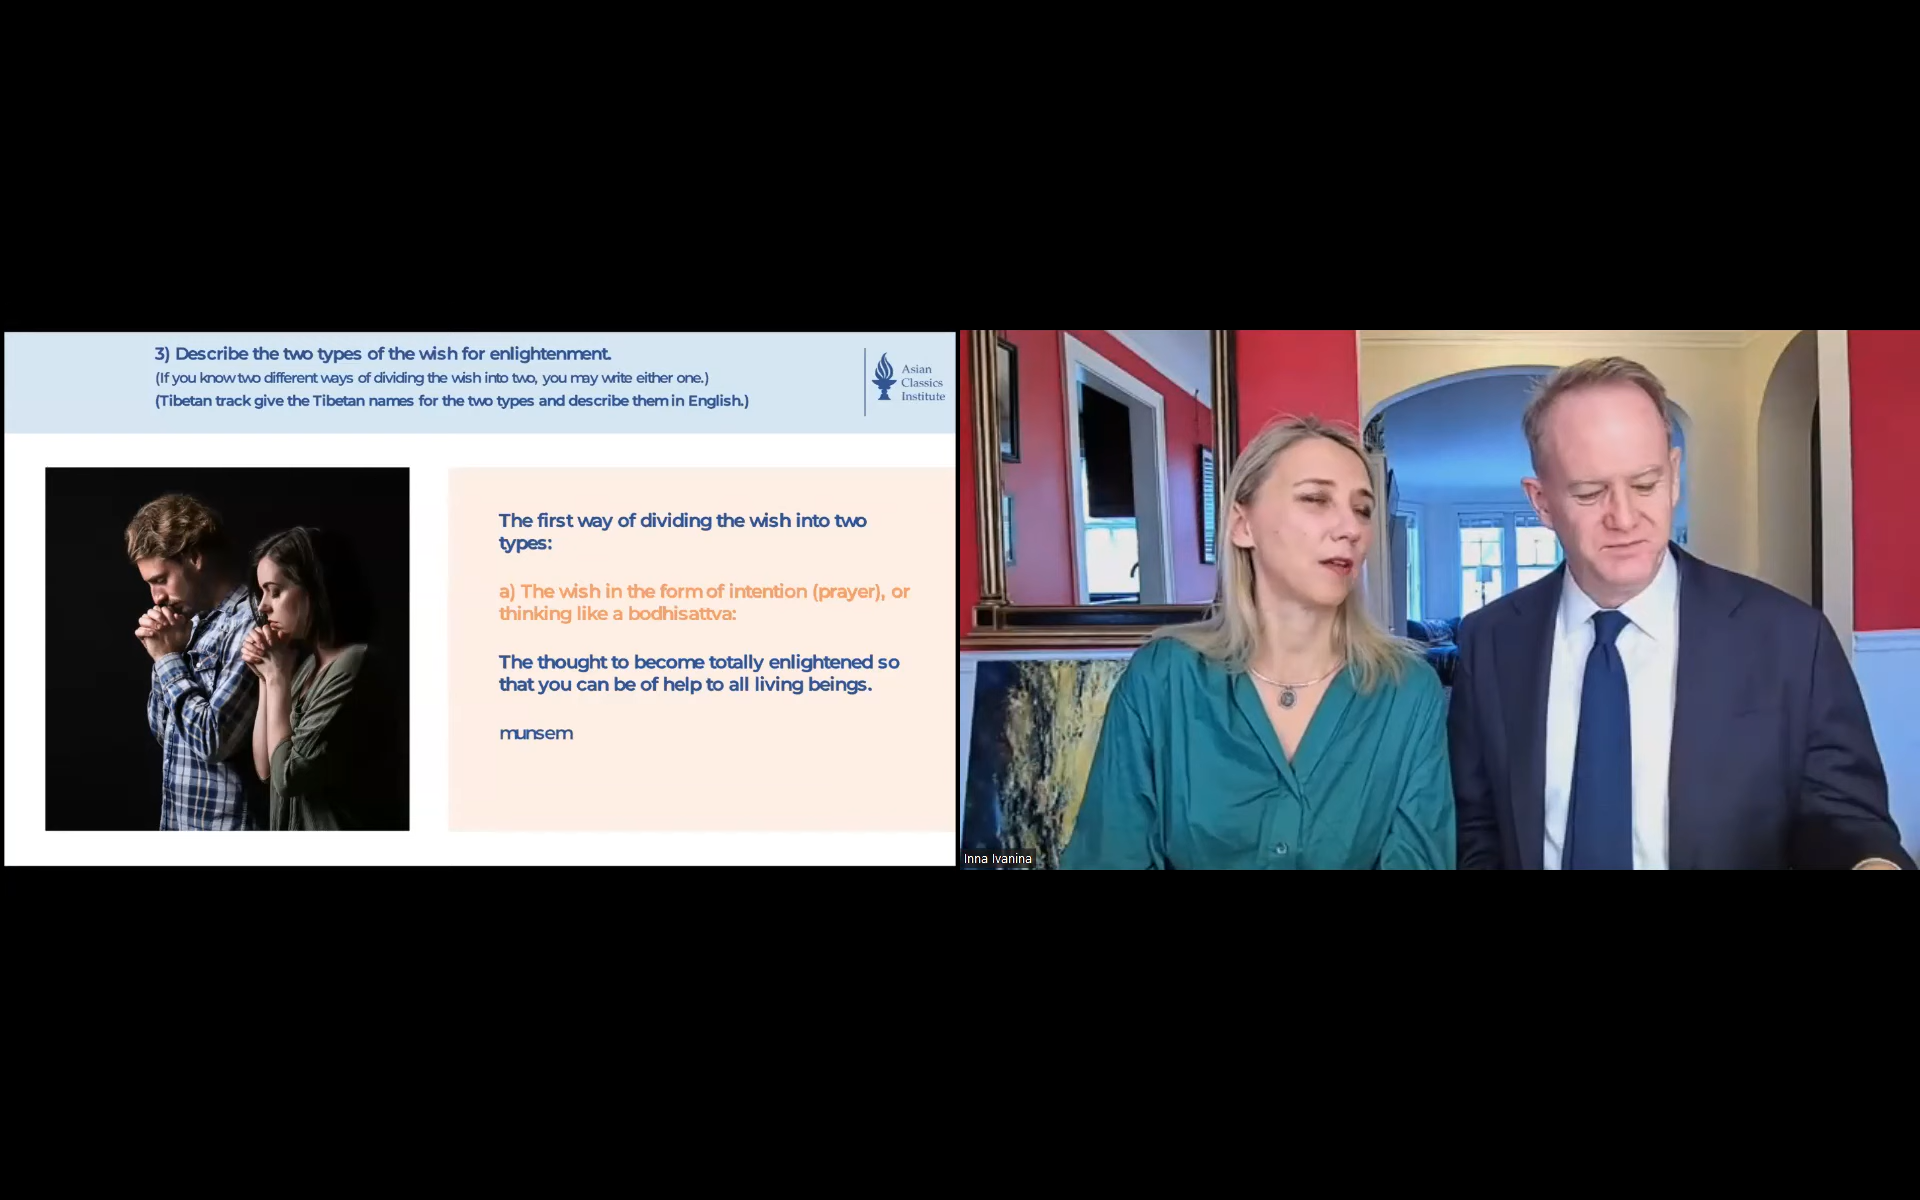 3) Describe the two types of the wish for enlightenment.
(If you know two different ways of dividing the wish into two, you may write either one.)
(Tibetan track give the Tibetan names for the two types and describe them in English.)
Asian
Classics
Institute
The first way of dividing the wish into two
types:
a) The wish in the form of intention (prayer), or
thinking like a bodhisattva:
The thought to become totally enlightened so
that you can be of help to all living beings.
munsem
Inna Ivanina